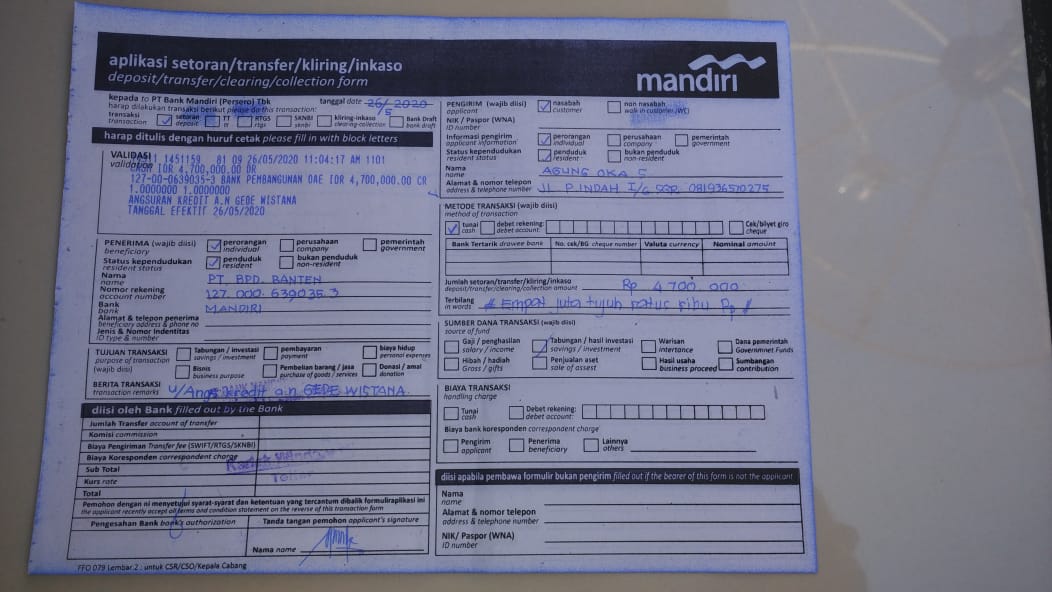 aplikasi setoran/transfer/kliring/inkaso
deposit/transfer/clearing/collection form
mandiri
kepada to PT Bank Mandiri (Persero) Tbk
tanggal date 26/5 2020
harap dilakukan transaksi berikut please do this transaction:
transaksi transaction
setoran deposit
TT tt
RTGS rtgs
SKNBI sknbi
kliring-inkaso clearing-collection
Bank Draft bank draft
harap ditulis dengan huruf cetak please fill in with block letters
VALIDASI
validation
1451159 81 09 26/05/2020 11:04:17 AM 1101
CASH IDR 4,700,000.00 DR
127-00-0639035-3 BANK PEMBANGUNAN DAE IDR 4,700,000.00 CR
1.0000000 1.0000000
ANGSURAN KREDIT A.N GEDE WISTANA
TANGGAL EFEKTIF 26/05/2020
PENERIMA (wajib diisi)
beneficiary
perorangan individual
perusahaan company
pemerintah government
Status kependudukan
resident status
penduduk resident
bukan penduduk non-resident
Nama
name
PT. BPD. BANTEN
Nomor rekening
account number
127. 000. 639035. 3
Bank
bank
MANDIRI
Alamat & telepon penerima
beneficiary address & phone no
Jenis & Nomor Indentitas
ID type & number
TUJUAN TRANSAKSI
purpose of transaction
(wajib diisi)
Tabungan / investasi savings / investment
pembayaran payment
biaya hidup personal expenses
Bisnis business purpose
Pembelian barang / jasa purchase of goods / services
Donasi / amal donation
BERITA TRANSAKSI
transaction remarks
u/Angs kredit a.n GEDE WISTANA
diisi oleh Bank filled out by the Bank
Jumlah Transfer account of transfer
Komisi commission
Biaya Pengiriman Transfer fee (SWIFT/RTGS/SKNBI)
Biaya Koresponden correspondent charge
Sub Total
Kurs rate
Total
Teller
Pemohon dengan ni menyetujui syarat-syarat dan ketentuan yang tercantum dibalik formuliraplikasi ini
the applicant recently accept all terms and condition statement on the reverse of this transaction form
Pengesahan Bank bank's authorization
Tanda tangan pemohon applicant's signature
Nama name
FFO 079 Lembar 2 : untuk CSR/CSO/Kepala Cabang
PENGIRIM (wajib diisi)
applicant
nasabah customer
non nasabah walk in customer (WIC)
NIK / Paspor (WNA)
ID number
Informasi pengirim
applicant information
perorangan individual
perusahaan company
pemerintah government
Status kependudukan
resident status
penduduk resident
bukan penduduk non-resident
Nama
name
AGUNG OKA S
Alamat & nomor telepon
address & telephone number
JL P.INDAH I/6 SGR. 081936510275
METODE TRANSAKSI (wajib diisi)
method of transaction
tunai cash
debet rekening: debet account:
Cek/bilyet giro cheque
Bank Tertarik drawee bank
No. cek/BG cheque number
Valuta currency
Nominal amount
Jumlah setoran/transfer/kliring/inkaso
deposit/transfer/clearing/collection amount
Rp 4.700.000
Terbilang
in words
# Empat juta tujuh ratus ribu Rp #
SUMBER DANA TRANSAKSI (wajib diisi)
source of fund
Gaji / penghasilan salary / income
Tabungan / hasil investasi savings / investment
Warisan intertance
Dana pemerintah Governmnet Funds
Hibah / hadiah Gross / gifts
Penjualan aset sale of assest
Hasil usaha business proceed
Sumbangan contribution
BIAYA TRANSAKSI
handling charge
Tunai cash
Debet rekening: debet account:
Biaya bank koresponden correspondent charge
Pengirim applicant
Penerima beneficiary
Lainnya others
diisi apabila pembawa formulir bukan pengirim filled out if the bearer of this form is not the applicant
Nama
name
Alamat & nomor telepon
address & telephone number
NIK/ Paspor (WNA)
ID number